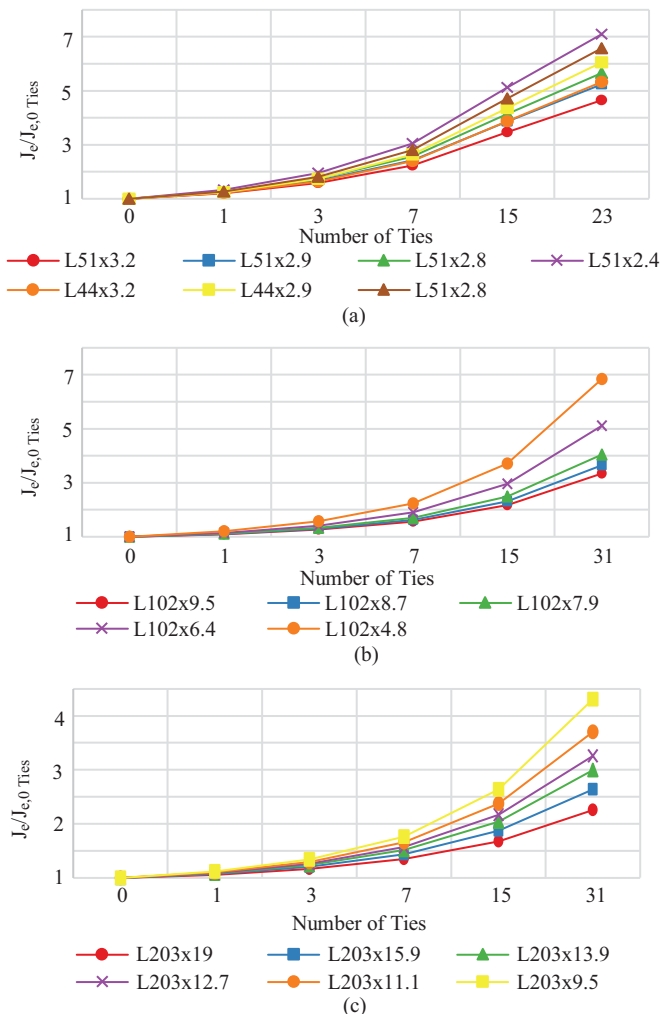 7
5
3
1
J_e/J_e,0 Ties
0 1 3 7 15 23
Number of Ties
L51x3.2 L51x2.9 L51x2.8 L51x2.4
L44x3.2 L44x2.9 L51x2.8
(a)
7
5
3
1
J_e/J_e,0 Ties
0 1 3 7 15 31
Number of Ties
L102x9.5 L102x8.7 L102x7.9
L102x6.4 L102x4.8
(b)
4
3
2
1
J_e/J_e,0 Ties
0 1 3 7 15 31
Number of Ties
L203x19 L203x15.9 L203x13.9
L203x12.7 L203x11.1 L203x9.5
(c)